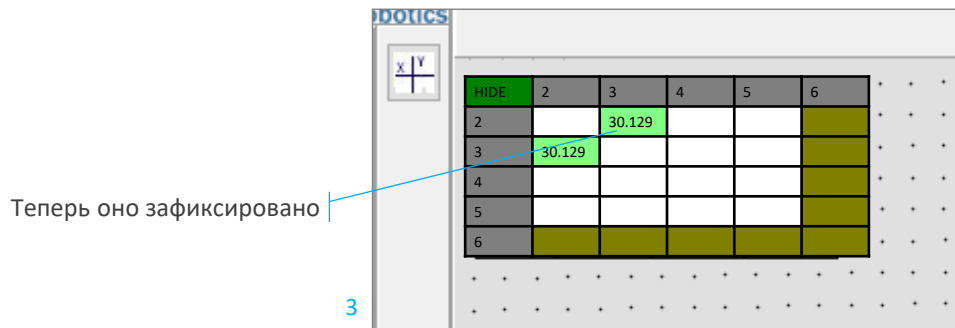 botics
X Y
HIDE 2 3 4 5 6
2 30.129
3 30.129
4
Теперь оно зафиксировано
5
6
3